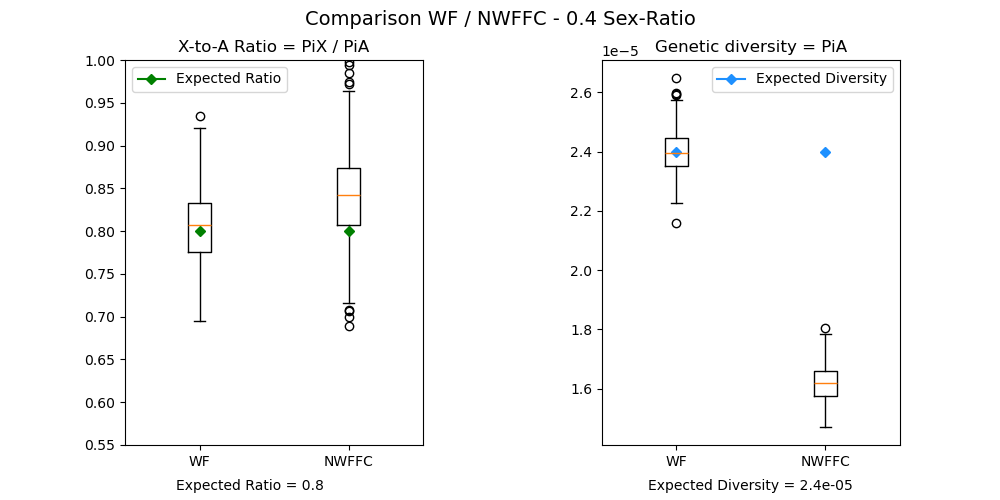 Comparison WF / NWFFC - 0.4 Sex-Ratio
X-to-A Ratio = PiX / PiA
Expected Ratio
1.00
0.95
0.90
0.85
0.80
0.75
0.70
0.65
0.60
0.55
WF NWFFC
Expected Ratio = 0.8
Genetic diversity = PiA
1e−5
Expected Diversity
2.6
2.4
2.2
2.0
1.8
1.6
WF NWFFC
Expected Diversity = 2.4e-05